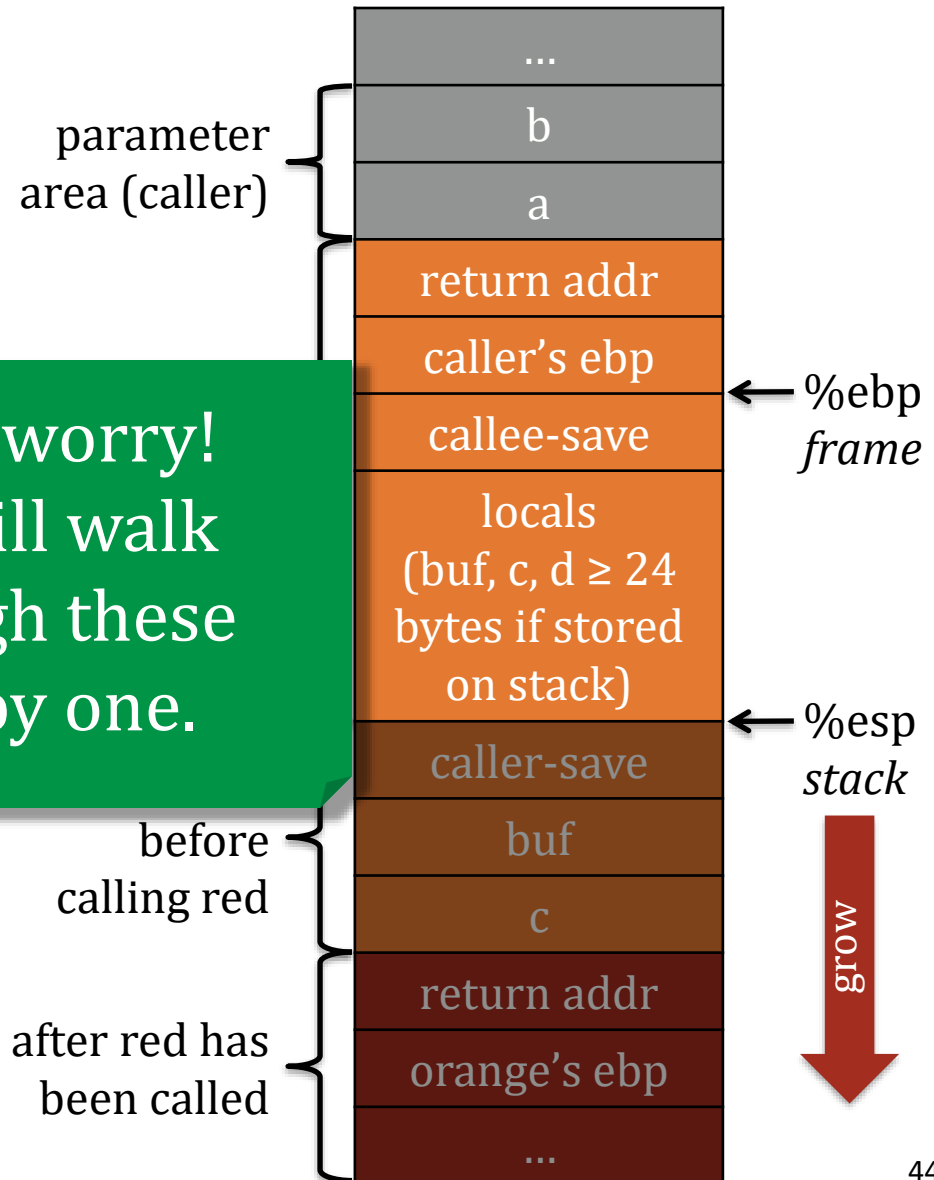 ...
b
a
parameter
area (caller)
return addr
caller’s ebp
%ebp
frame
callee-save
worry!
ill walk
gh these
by one.
locals
(buf, c, d ≥ 24
bytes if stored
on stack)
%esp
stack
caller-save
buf
c
before
calling red
grow
return addr
orange’s ebp
...
after red has
been called
44